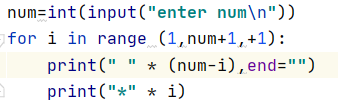 num=int(input("enter num\n"))
for i in range (1,num+1,+1):
    print(" " * (num-i),end="")
    print("*" * i)